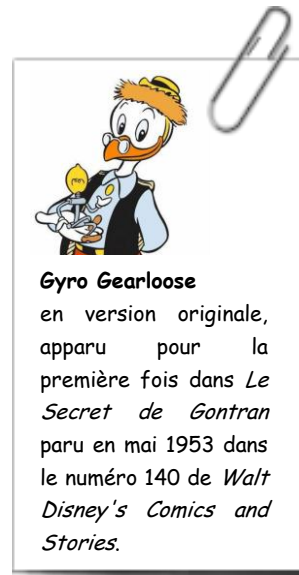 Gyro Gearloose
en version originale,
apparu pour la
première fois dans Le
Secret de Gontran
paru en mai 1953 dans
le numéro 140 de Walt
Disney's Comics and
Stories.